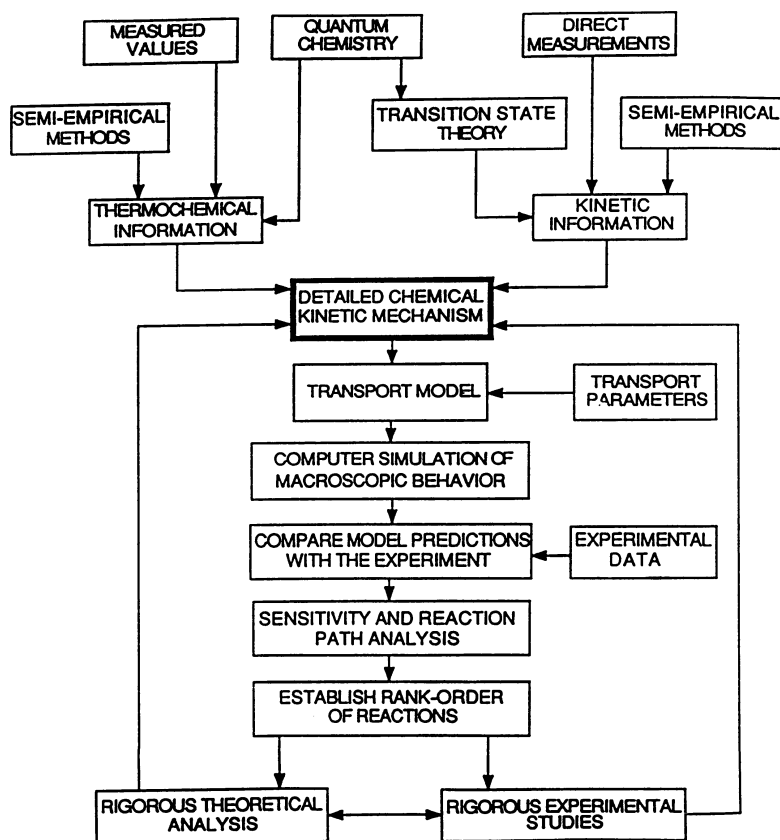 MEASURED
VALUES
QUANTUM
CHEMISTRY
DIRECT
MEASUREMENTS
SEMI-EMPIRICAL
METHODS
TRANSITION STATE
THEORY
SEMI-EMPIRICAL
METHODS
THERMOCHEMICAL
INFORMATION
KINETIC
INFORMATION
DETAILED CHEMICAL
KINETIC MECHANISM
TRANSPORT MODEL
TRANSPORT
PARAMETERS
COMPUTER SIMULATION OF
MACROSCOPIC BEHAVIOR
COMPARE MODEL PREDICTIONS
WITH THE EXPERIMENT
EXPERIMENTAL
DATA
SENSITIVITY AND REACTION
PATH ANALYSIS
ESTABLISH RANK-ORDER
OF REACTIONS
RIGOROUS THEORETICAL
ANALYSIS
RIGOROUS EXPERIMENTAL
STUDIES